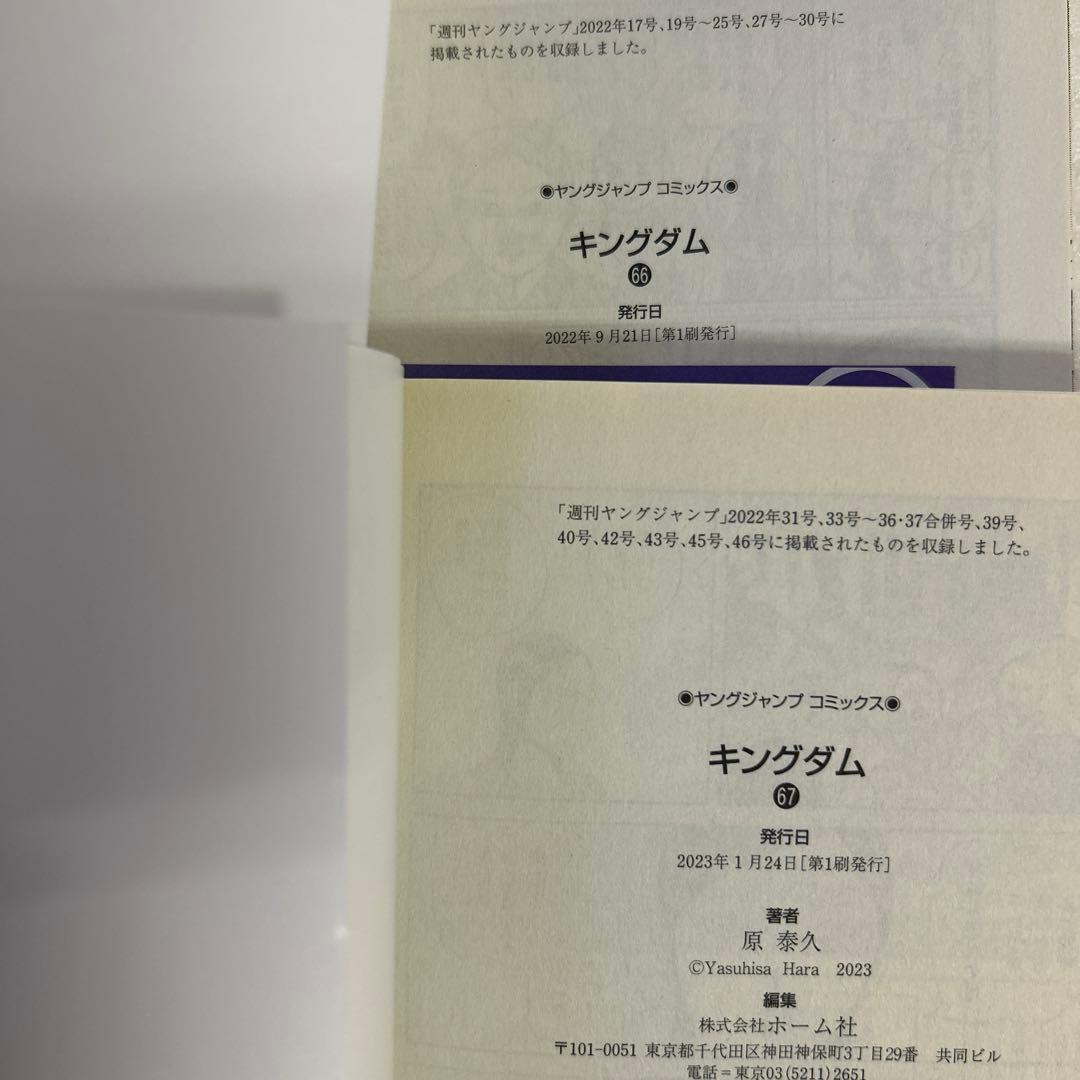 「週刊ヤングジャンプ」2022年17号、19号〜25号、27号〜30号に
掲載されたものを収録しました。
◉ヤングジャンプ コミックス◉
キングダム
66
発行日
2022年9月21日[第1刷発行]
「週刊ヤングジャンプ」2022年31号、33号〜36・37合併号、39号、
40号、42号、43号、45号、46号に掲載されたものを収録しました。
◉ヤングジャンプ コミックス◉
キングダム
67
発行日
2023年1月24日[第1刷発行]
著者
原 泰久
©Yasuhisa Hara 2023
編集
株式会社ホーム社
〒101-0051 東京都千代田区神田神保町3丁目29番 共同ビル
電話=東京03(5211)2651